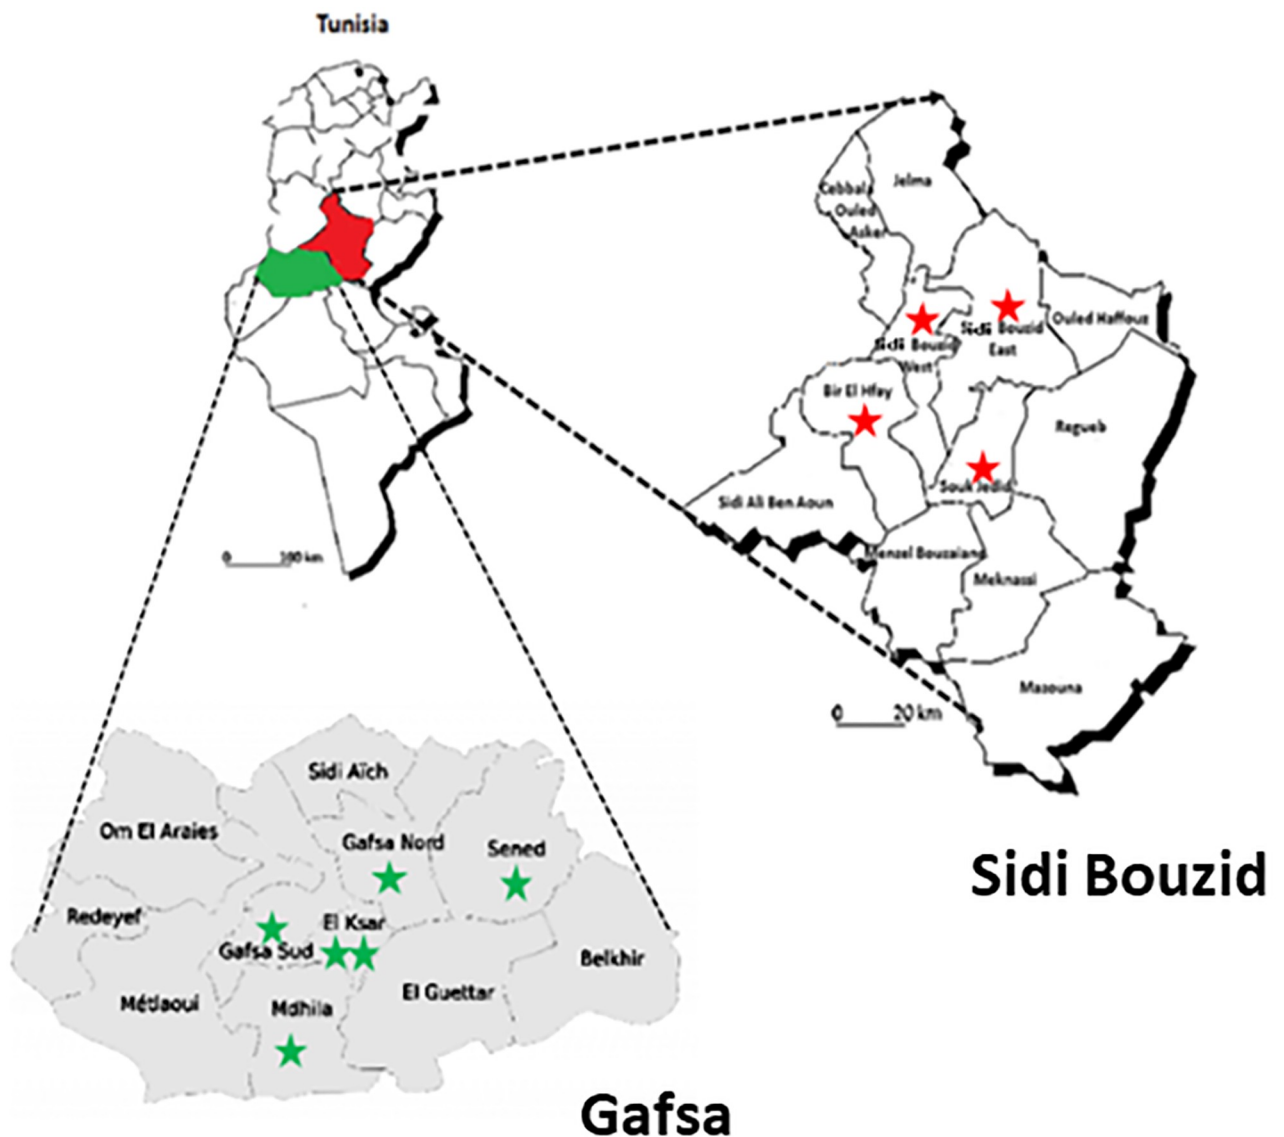 Tunisia
0 100 km
Jelma
Cebbala
Ouled
Asker
Sidi Bouzid
West
Sidi Bouzid
East
Ouled Haffouz
Bir El Hfay
Regueb
Souk Jedid
Sidi Ali Ben Aoun
Menzel Bouzaiane
Meknassi
Mazouna
0 20 km
Sidi Bouzid
Sidi Aïch
Om El Araies
Gafsa Nord
Sened
Redeyef
El Ksar
Gafsa Sud
Belkhir
Métlaoui
Mdhila
El Guettar
Gafsa